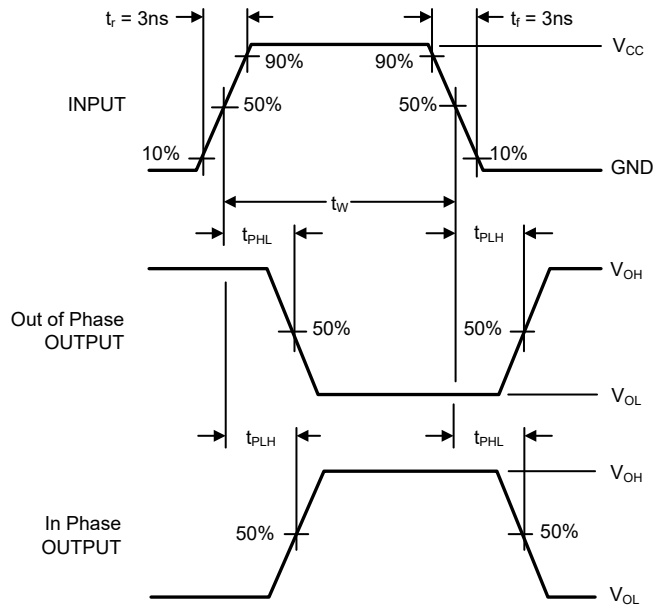 tr = 3ns
tf = 3ns
VCC
90%
90%
INPUT
50%
50%
10%
10%
GND
tW
tPHL
tPLH
VOH
Out of Phase
OUTPUT
50%
50%
VOL
tPLH
tPHL
VOH
In Phase
OUTPUT
50%
50%
VOL